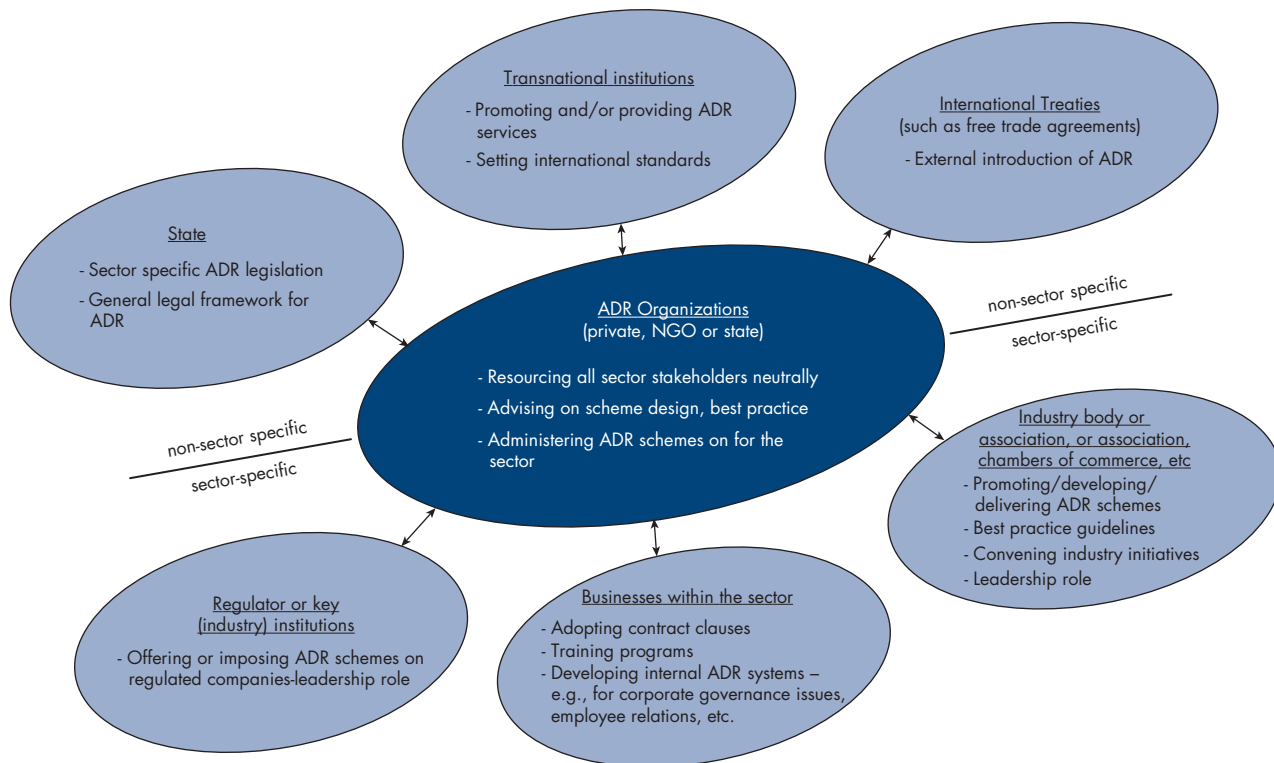 Transnational institutions
- Promoting and/or providing ADR
services
- Setting international standards
International Treaties
(such as free trade agreements)
- External introduction of ADR
State
- Sector specific ADR legislation
- General legal framework for
ADR
ADR Organizations
(private, NGO or state)
- Resourcing all sector stakeholders neutrally
- Advising on scheme design, best practice
- Administering ADR schemes on for the
sector
non-sector specific
sector-specific
non-sector specific
sector-specific
Industry body or
association, or association,
chambers of commerce, etc
- Promoting/developing/
delivering ADR schemes
- Best practice guidelines
- Convening industry initiatives
- Leadership role
Regulator or key
(industry) institutions
- Offering or imposing ADR schemes on
regulated companies-leadership role
Businesses within the sector
- Adopting contract clauses
- Training programs
- Developing internal ADR systems –
e.g., for corporate governance issues,
employee relations, etc.